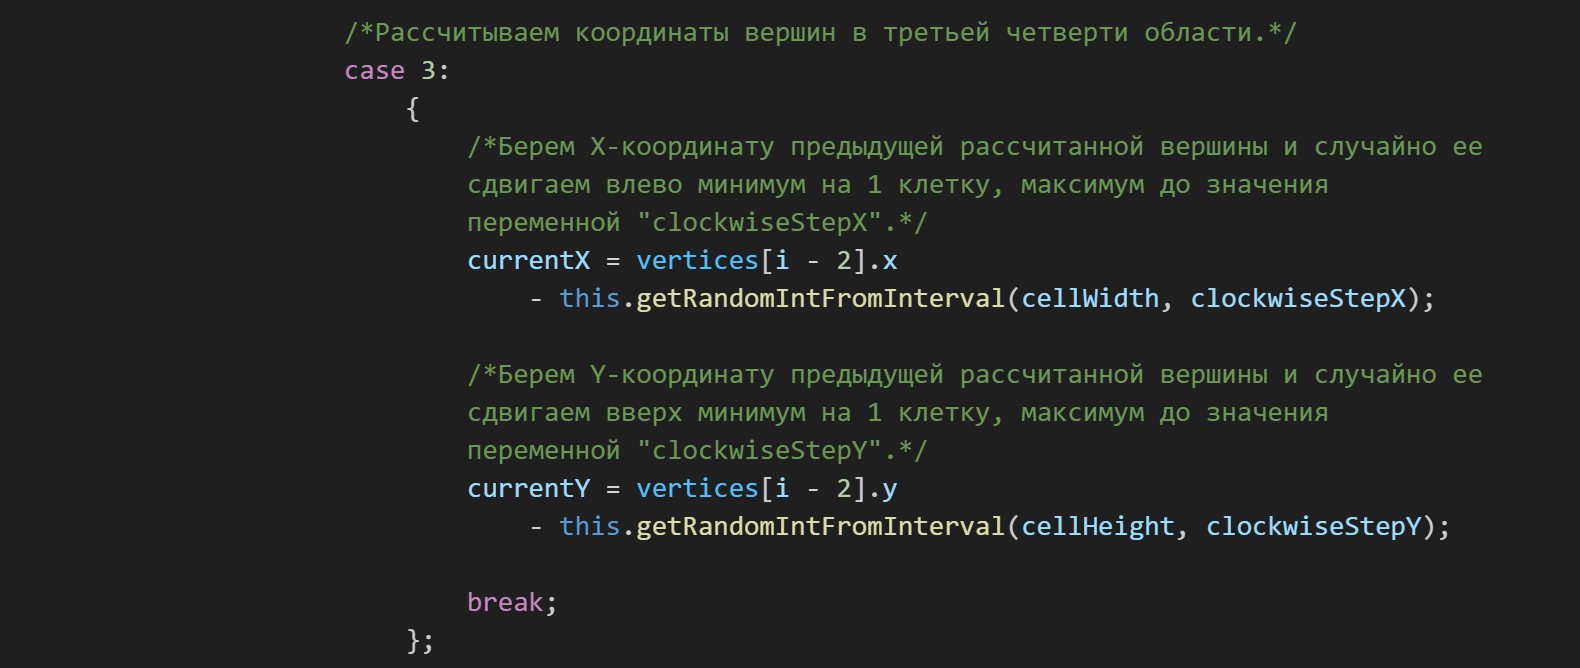 /*Рассчитываем координаты вершин в третьей четверти области.*/
case 3:
{
/*Берем X-координату предыдущей рассчитанной вершины и случайно ее
сдвигаем влево минимум на 1 клетку, максимум до значения
переменной "clockwiseStepX".*/
currentX = vertices[i - 2].x
- this.getRandomIntFromInterval(cellWidth, clockwiseStepX);
/*Берем Y-координату предыдущей рассчитанной вершины и случайно ее
сдвигаем вверх минимум на 1 клетку, максимум до значения
переменной "clockwiseStepY".*/
currentY = vertices[i - 2].y
- this.getRandomIntFromInterval(cellHeight, clockwiseStepY);
break;
};